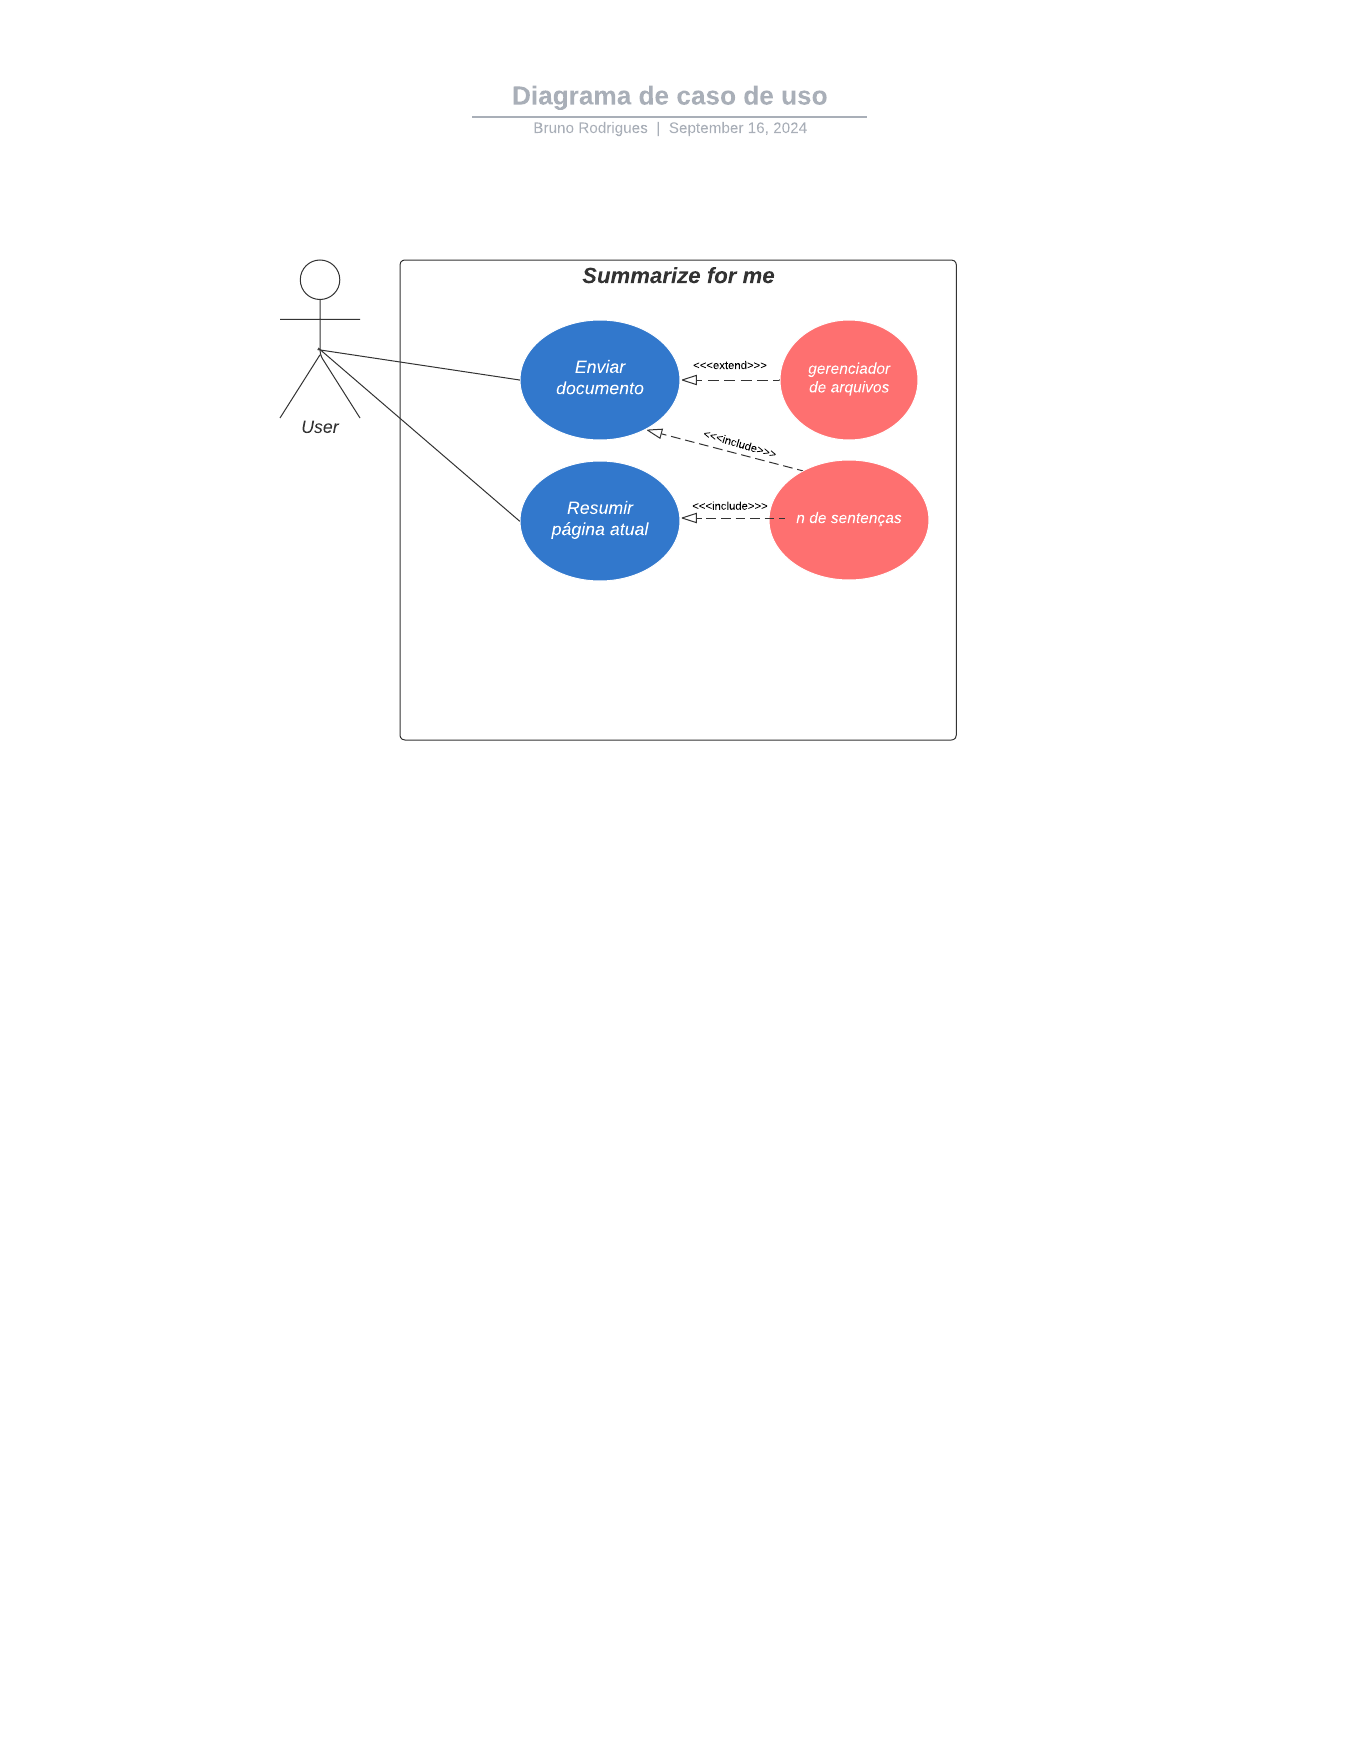 Diagrama de caso de uso
Bruno Rodrigues | September 16, 2024
Summarize for me
Enviar
documento
<<<extend>>>
gerenciador
de arquivos
User
<<<include>>>
Resumir
página atual
<<<include>>>
n de sentenças